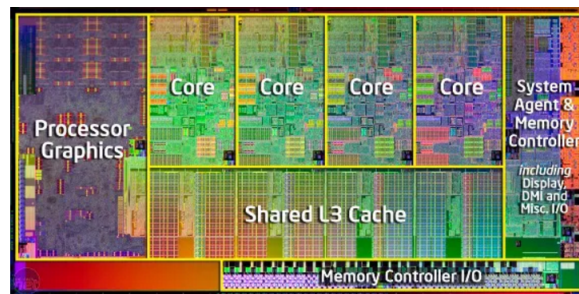 Processor
Graphics
Core
Core
Core
Core
System
Agent &
Memory
Controller
including
Display,
DMI and
Misc. I/O
Shared L3 Cache
Memory Controller I/O